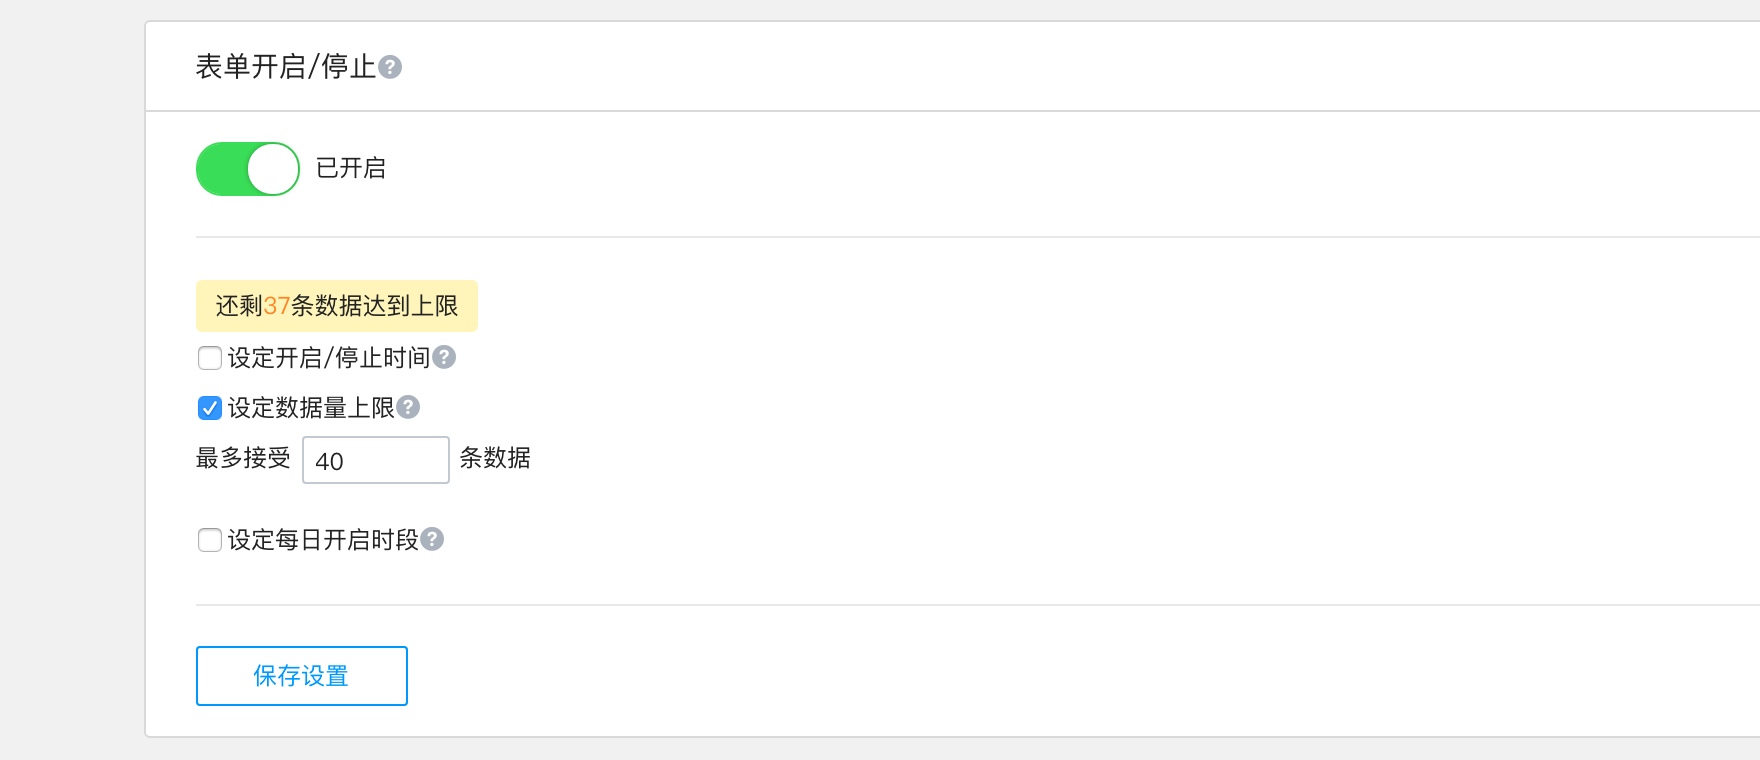 表单开启/停止?
已开启
还剩37条数据达到上限
设定开启/停止时间?
设定数据量上限?
最多接受 40 条数据
设定每日开启时段?
保存设置